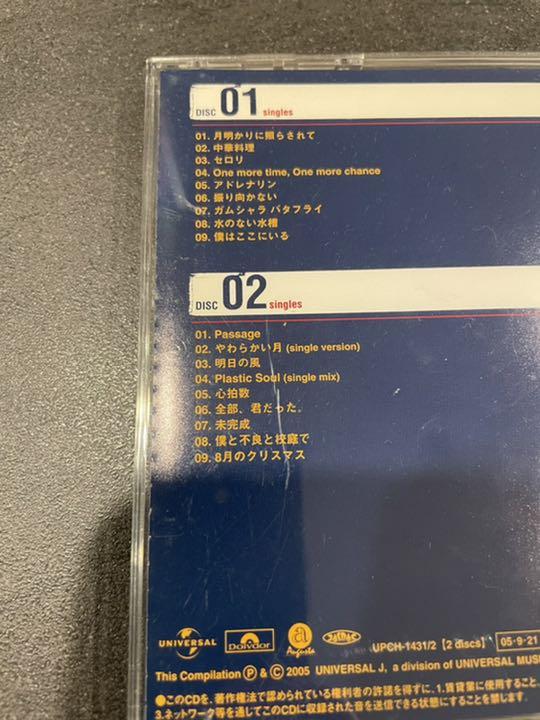 DISC 01 singles
01. 月明かりに照らされて
02. 中華料理
03. セロリ
04. One more time, One more chance
05. アドレナリン
06. 振り向かない
07. ガムシャラ バタフライ
08. 水のない水槽
09. 僕はここにいる
DISC 02 singles
01. Passage
02. やわらかい月 (single version)
03. 明日の風
04. Plastic Soul (single mix)
05. 心拍数
06. 全部、君だった。
07. 未完成
08. 僕と不良と校庭で
09. 8月のクリスマス
UNIVERSAL Polydor Augusta UPCH-1431/2 [2 discs] 05・9・21
This Compilation Ⓟ & © 2005 UNIVERSAL J, a division of UNIVERSAL MUS
●このCDを、著作権法で認められている権利者の許諾を得ずに、1.賃貸業に使用すること、
3.ネットワーク等を通じてこのCDに収録された音を送信できる状態にすることを禁じます。